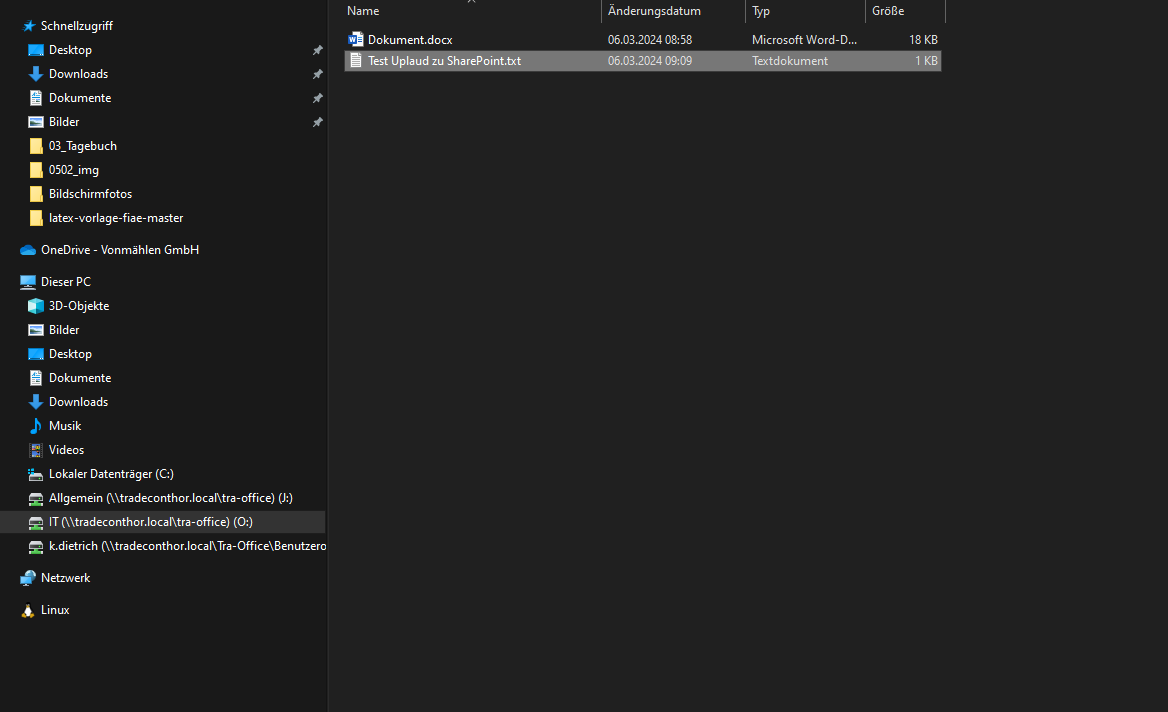 Schnellzugriff
Desktop
Downloads
Dokumente
Bilder
03_Tagebuch
0502_img
Bildschirmfotos
latex-vorlage-fiae-master
OneDrive - Vonmählen GmbH
Dieser PC
3D-Objekte
Bilder
Desktop
Dokumente
Downloads
Musik
Videos
Lokaler Datenträger (C:)
Allgemein (\\tradeconthor.local\tra-office) (J:)
IT (\\tradeconthor.local\tra-office) (O:)
k.dietrich (\\tradeconthor.local\Tra-Office\Benutzero
Netzwerk
Linux
Name Änderungsdatum Typ Größe
Dokument.docx 06.03.2024 08:58 Microsoft Word-D... 18 KB
Test Uplaud zu SharePoint.txt 06.03.2024 09:09 Textdokument 1 KB